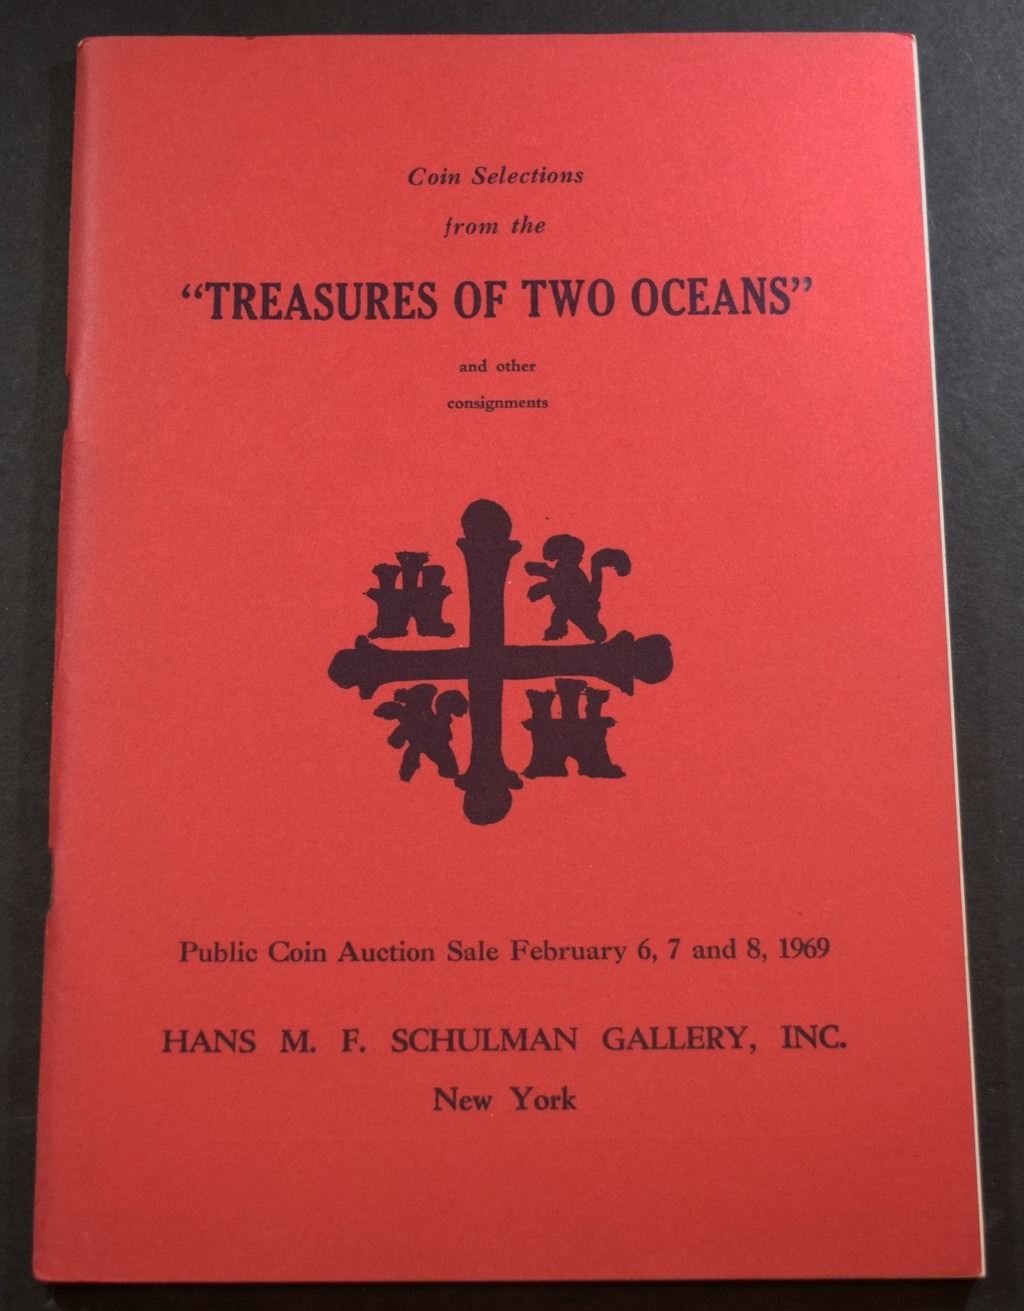 Coin Selections
from the
“TREASURES OF TWO OCEANS”
and other
consignments
Public Coin Auction Sale February 6, 7 and 8, 1969
HANS M. F. SCHULMAN GALLERY, INC.
New York